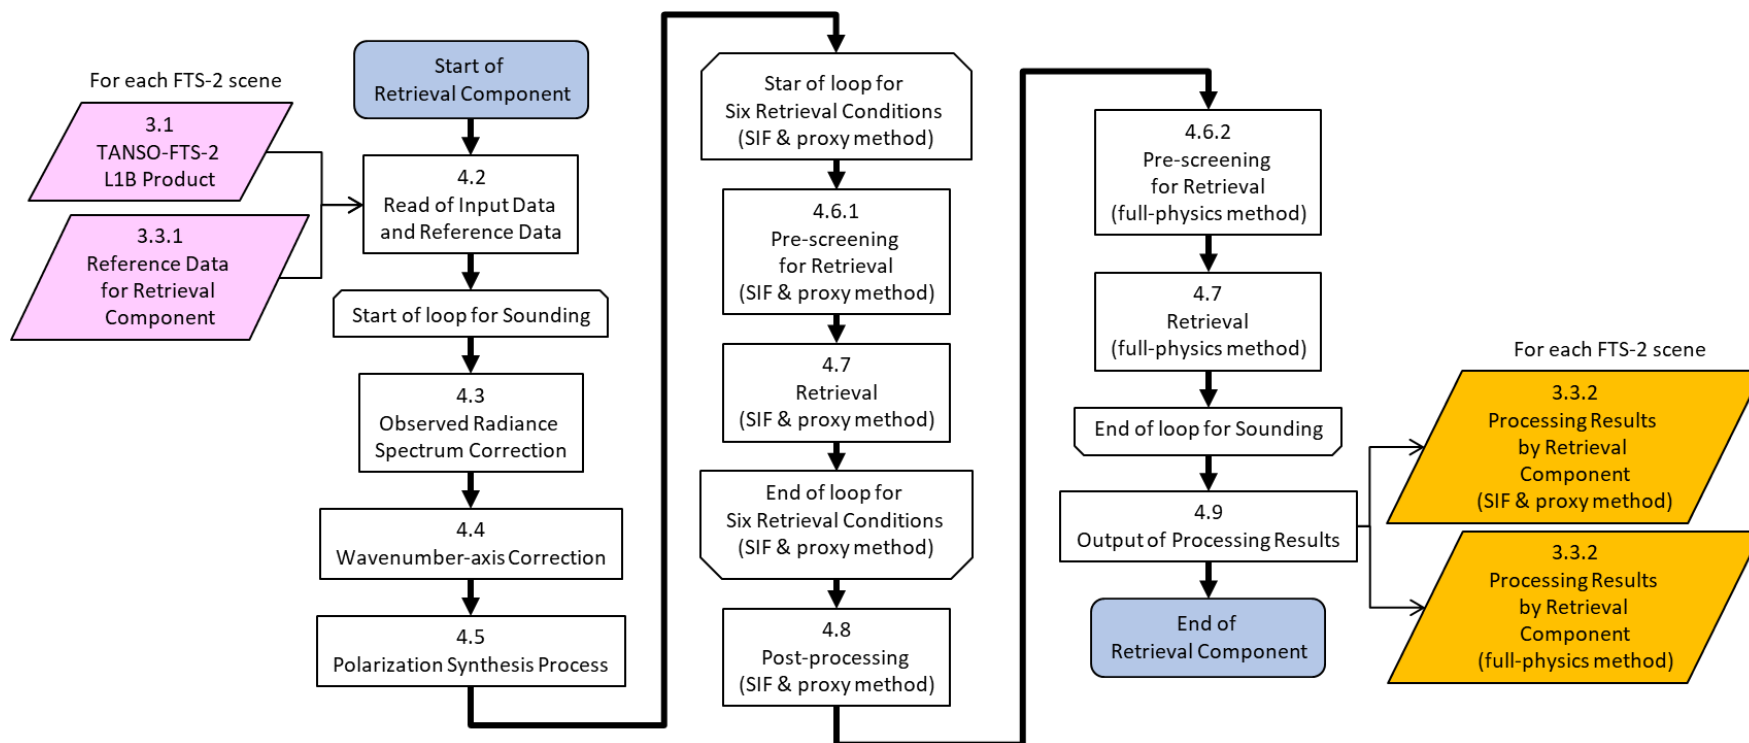 For each FTS-2 scene
3.1
TANSO-FTS-2
L1B Product
3.3.1
Reference Data
for Retrieval
Component
Start of
Retrieval Component
4.2
Read of Input Data
and Reference Data
Start of loop for Sounding
4.3
Observed Radiance
Spectrum Correction
4.4
Wavenumber-axis Correction
4.5
Polarization Synthesis Process
Star of loop for
Six Retrieval Conditions
(SIF & proxy method)
4.6.1
Pre-screening
for Retrieval
(SIF & proxy method)
4.7
Retrieval
(SIF & proxy method)
End of loop for
Six Retrieval Conditions
(SIF & proxy method)
4.8
Post-processing
(SIF & proxy method)
4.6.2
Pre-screening
for Retrieval
(full-physics method)
4.7
Retrieval
(full-physics method)
End of loop for Sounding
4.9
Output of Processing Results
End of
Retrieval Component
For each FTS-2 scene
3.3.2
Processing Results
by Retrieval
Component
(SIF & proxy method)
3.3.2
Processing Results
by Retrieval
Component
(full-physics method)